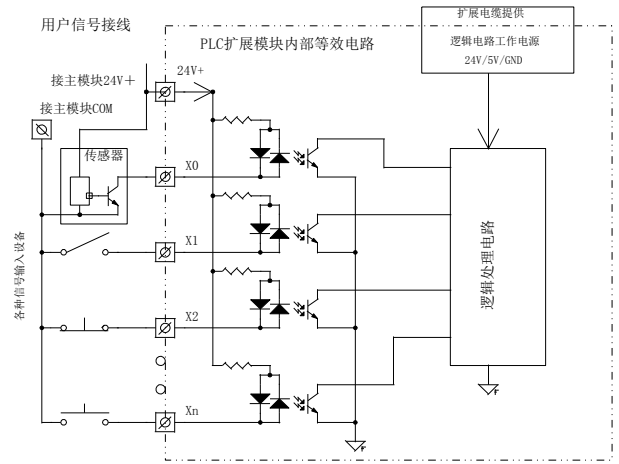 用户信号接线
扩展电缆提供
PLC扩展模块内部等效电路
逻辑电路工作电源
24V/5V/GND
24V+
接主模块24V＋
接主模块COM
传感器
X0
X1
各种信号输入设备
逻辑处理电路
X2
Xn